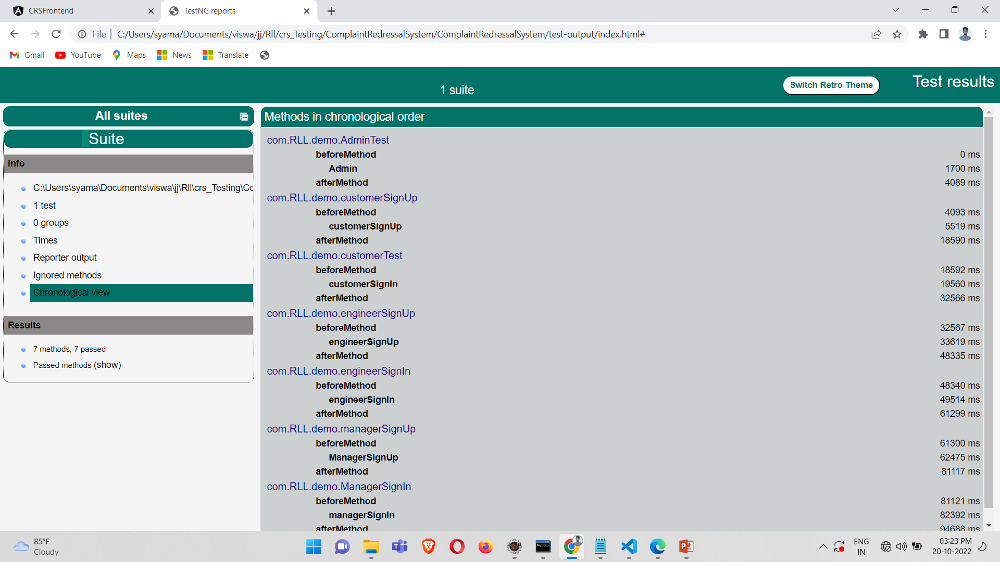 CRSFrontend
TestNG reports
File
C:/Users/syama/Documents/viswa/jj/Rll/crs_Testing/ComplaintRedressalSystem/ComplaintRedressalSystem/test-output/index.html#
Gmail
YouTube
Maps
News
Translate
1 suite
Switch Retro Theme
Test results
All suites
Suite
Info
C:\Users\syama\Documents\viswa\jj\Rll\crs_Testing\Co
1 test
0 groups
Times
Reporter output
Ignored methods
Chronological view
Results
7 methods, 7 passed
Passed methods (show)
Methods in chronological order
com.RLL.demo.AdminTest
beforeMethod 0 ms
Admin 1700 ms
afterMethod 4089 ms
com.RLL.demo.customerSignUp
beforeMethod 4093 ms
customerSignUp 5519 ms
afterMethod 18590 ms
com.RLL.demo.customerTest
beforeMethod 18592 ms
customerSignIn 19560 ms
afterMethod 32566 ms
com.RLL.demo.engineerSignUp
beforeMethod 32567 ms
engineerSignUp 33619 ms
afterMethod 48335 ms
com.RLL.demo.engineerSignIn
beforeMethod 48340 ms
engineerSignIn 49514 ms
afterMethod 61299 ms
com.RLL.demo.managerSignUp
beforeMethod 61300 ms
ManagerSignUp 62475 ms
afterMethod 81117 ms
com.RLL.demo.ManagerSignIn
beforeMethod 81121 ms
managerSignIn 82392 ms
afterMethod 94688 ms
85°F
Cloudy
ENG
IN
03:23 PM
20-10-2022